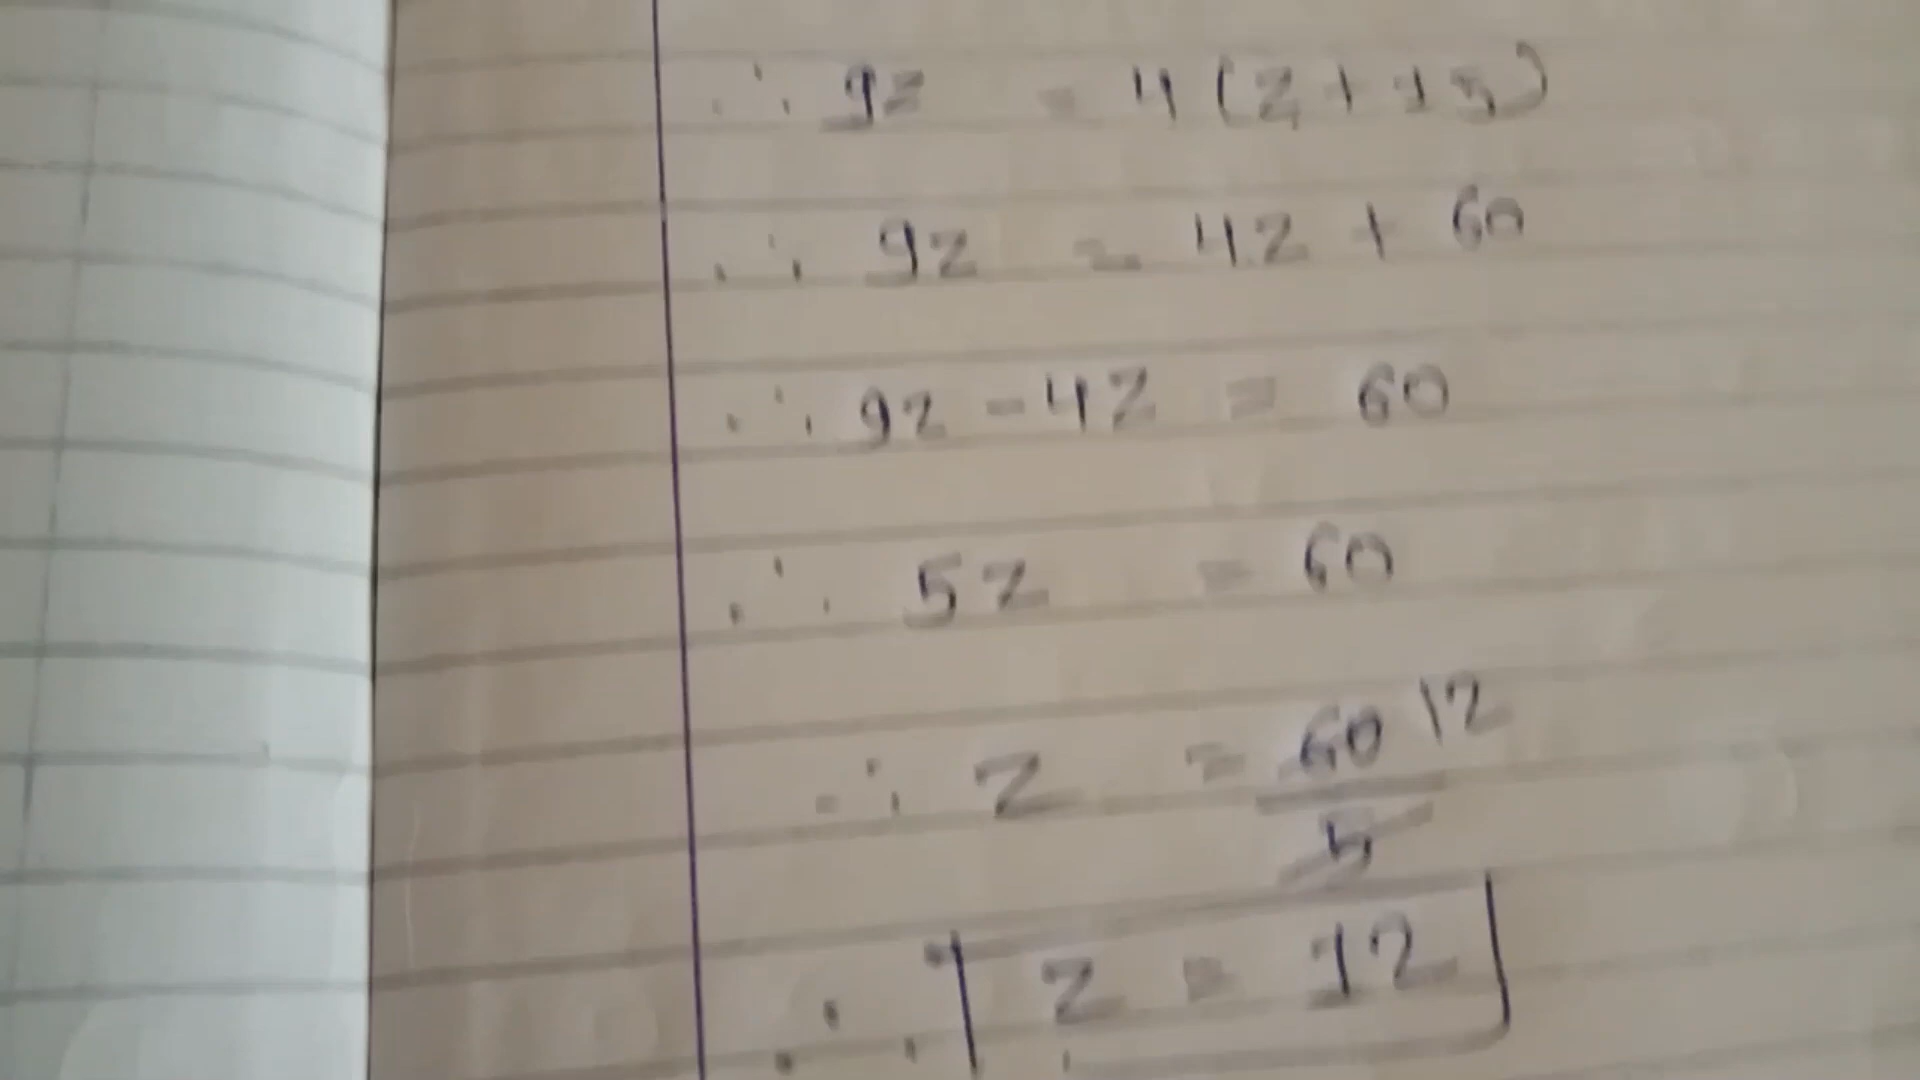 ∴ 9z = 4(z+15)
∴ 9z = 4z + 60
∴ 9z - 4z = 60
∴ 5z = 60
∴ z = 60/5 12
∴ z = 12